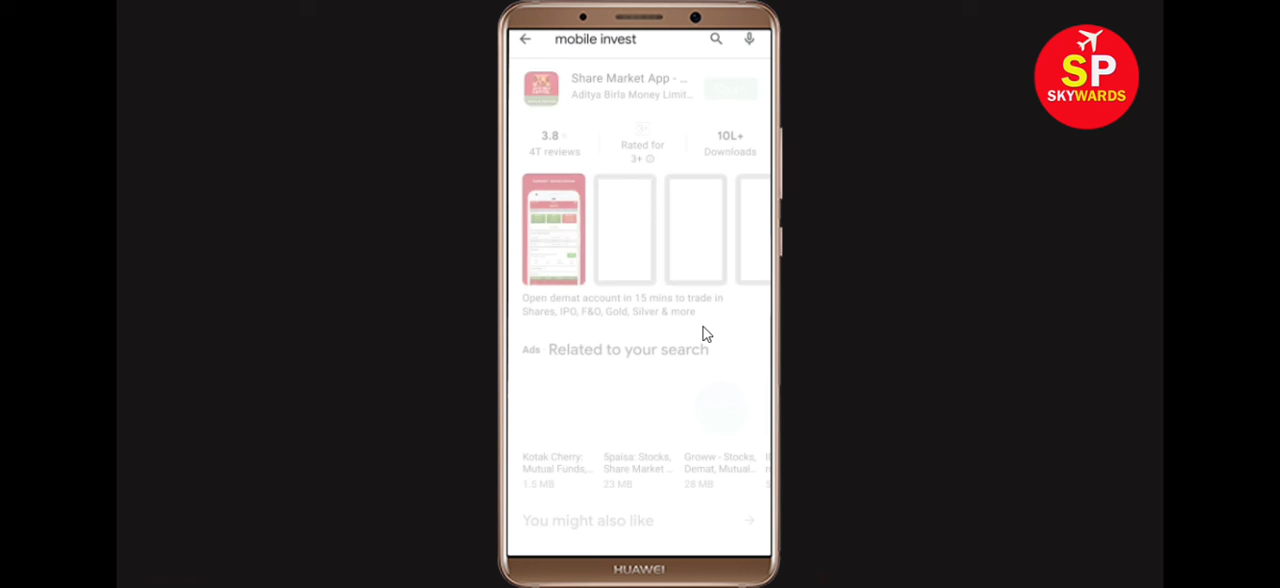 mobile invest
SP
SKYWARDS
Share Market App - ...
Aditya Birla Money Limit...
3.8
4T reviews
Rated for
3+
10L+
Downloads
Open demat account in 15 mins to trade in
Shares, IPO, F&O, Gold, Silver & more
Ads Related to your search
Kotak Cherry:
Mutual Funds,...
1.5 MB
5paisa: Stocks,
Share Market ...
23 MB
Groww - Stocks,
Demat, Mutual...
28 MB
You might also like
HUAWEI